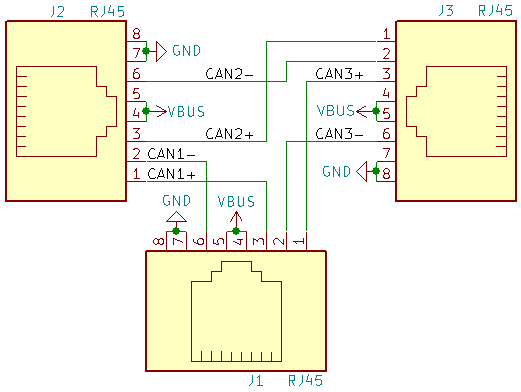 J2 RJ45
J3 RJ45
8
7
GND
6
CAN2-
5
4
VBUS
3
CAN2+
2
CAN1-
1
CAN1+
1
2
CAN3+
3
4
VBUS
5
CAN3-
6
7
GND
8
GND
VBUS
8 7 6 5 4 3 2 1
J1 RJ45